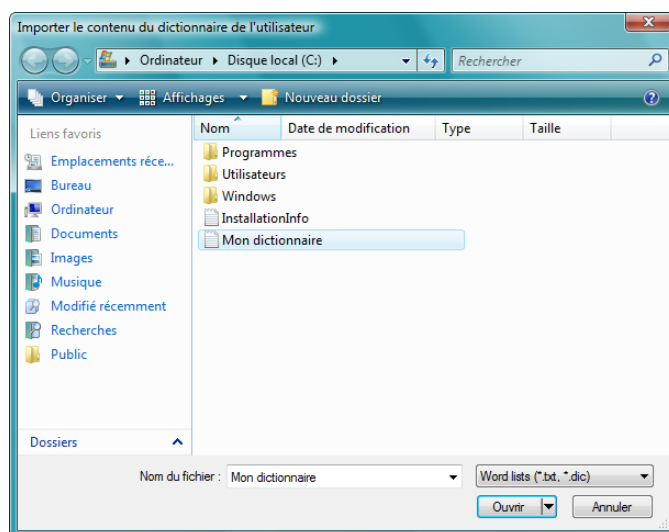 Importer le contenu du dictionnaire de l'utilisateur
Ordinateur Disque local (C:) Rechercher
Organiser Affichages Nouveau dossier
Liens favoris
Emplacements réce...
Bureau
Ordinateur
Documents
Images
Musique
Modifié récemment
Recherches
Public
Dossiers
Nom Date de modification Type Taille
Programmes
Utilisateurs
Windows
InstallationInfo
Mon dictionnaire
Nom du fichier : Mon dictionnaire Word lists (*.txt, *.dic)
Ouvrir Annuler